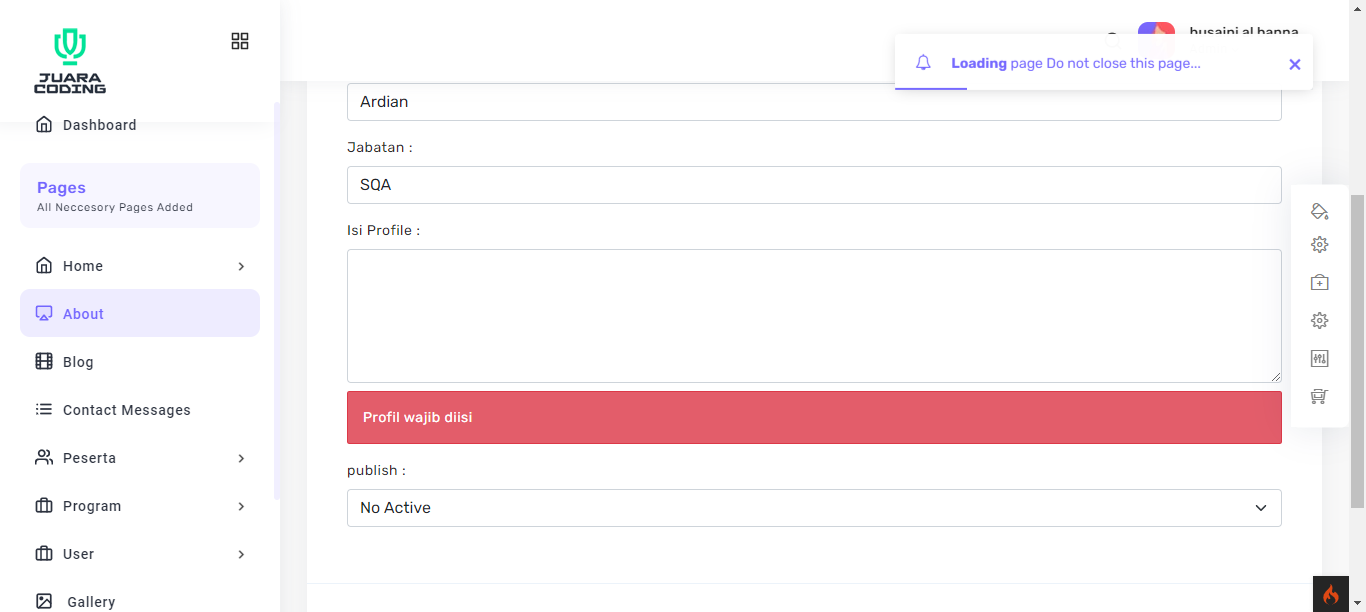 JUARA
CODING
husaini al banna
Loading page Do not close this page...
Dashboard
Pages
All Neccesory Pages Added
Home
About
Blog
Contact Messages
Peserta
Program
User
Gallery
Ardian
Jabatan :
SQA
Isi Profile :
Profil wajib diisi
publish :
No Active